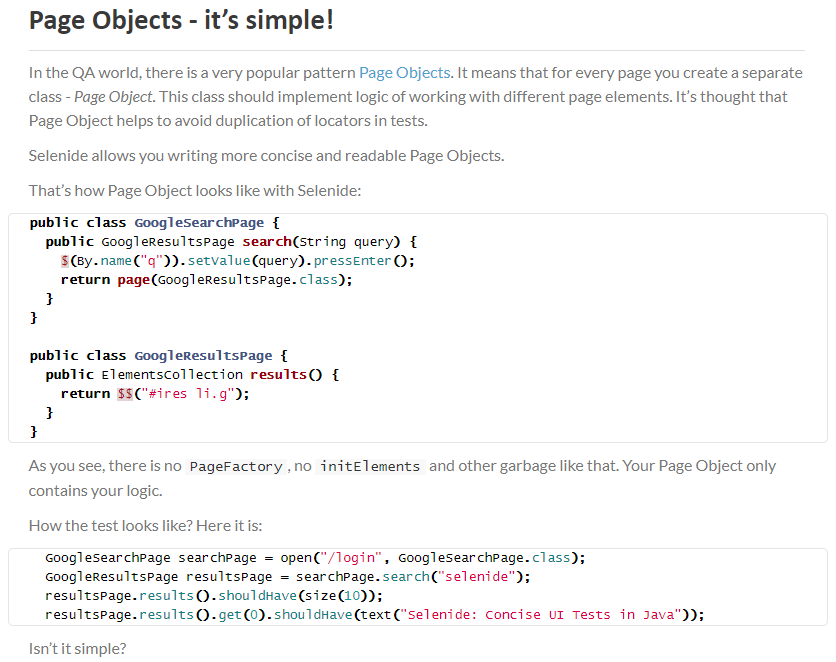 Page Objects - it’s simple!
In the QA world, there is a very popular pattern Page Objects. It means that for every page you create a separate
class - Page Object. This class should implement logic of working with different page elements. It’s thought that
Page Object helps to avoid duplication of locators in tests.
Selenide allows you writing more concise and readable Page Objects.
That’s how Page Object looks like with Selenide:
public class GoogleSearchPage {
  public GoogleResultsPage search(String query) {
    $(By.name("q")).setValue(query).pressEnter();
    return page(GoogleResultsPage.class);
  }
}
public class GoogleResultsPage {
  public ElementsCollection results() {
    return $$("#ires li.g");
  }
}
As you see, there is no PageFactory , no initElements and other garbage like that. Your Page Object only
contains your logic.
How the test looks like? Here it is:
  GoogleSearchPage searchPage = open("/login", GoogleSearchPage.class);
  GoogleResultsPage resultsPage = searchPage.search("selenide");
  resultsPage.results().shouldHave(size(10));
  resultsPage.results().get(0).shouldHave(text("Selenide: Concise UI Tests in Java"));
Isn’t it simple?